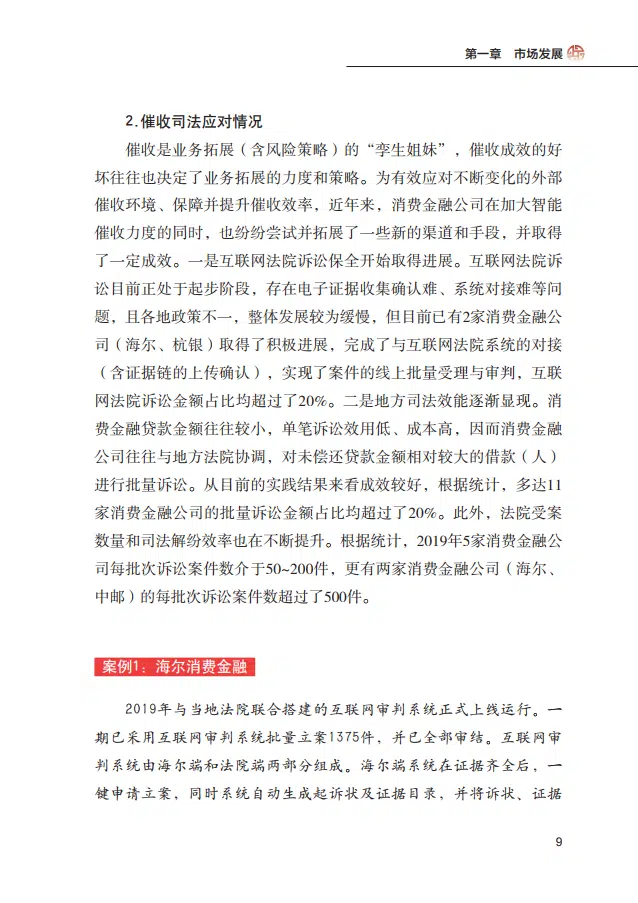 第一章 市场发展
2.催收司法应对情况
催收是业务拓展（含风险策略）的“孪生姐妹”，催收成效的好
坏往往也决定了业务拓展的力度和策略。为有效应对不断变化的外部
催收环境、保障并提升催收效率，近年来，消费金融公司在加大智能
催收力度的同时，也纷纷尝试并拓展了一些新的渠道和手段，并取得
了一定成效。一是互联网法院诉讼保全开始取得进展。互联网法院诉
讼目前正处于起步阶段，存在电子证据收集确认难、系统对接难等问
题，且各地政策不一，整体发展较为缓慢，但目前已有2家消费金融公
司（海尔、杭银）取得了积极进展，完成了与互联网法院系统的对接
（含证据链的上传确认），实现了案件的线上批量受理与审判，互联
网法院诉讼金额占比均超过了20%。二是地方司法效能逐渐显现。消
费金融贷款金额往往较小，单笔诉讼效用低、成本高，因而消费金融
公司往往与地方法院协调，对未偿还贷款金额相对较大的借款（人）
进行批量诉讼。从目前的实践结果来看成效较好，根据统计，多达11
家消费金融公司的批量诉讼金额占比均超过了20%。此外，法院受案
数量和司法解纷效率也在不断提升。根据统计，2019年5家消费金融公
司每批次诉讼案件数介于50~200件，更有两家消费金融公司（海尔、
中邮）的每批次诉讼案件数超过了500件。
案例1：海尔消费金融
2019年与当地法院联合搭建的互联网审判系统正式上线运行。一
期已采用互联网审判系统批量立案1375件，并已全部审结。互联网审
判系统由海尔端和法院端两部分组成。海尔端系统在证据齐全后，一
键申请立案，同时系统自动生成起诉状及证据目录，并将诉状、证据
9